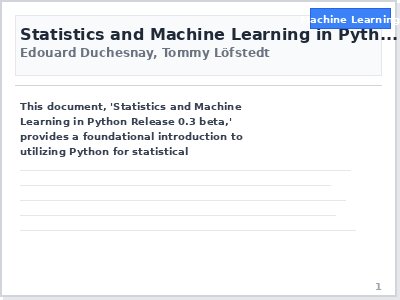 Machine Learning
Statistics and Machine Learning in Pyth...
Edouard Duchesnay, Tommy Löfstedt
This document, 'Statistics and Machine
Learning in Python Release 0.3 beta,'
provides a foundational introduction to
utilizing Python for statistical
1